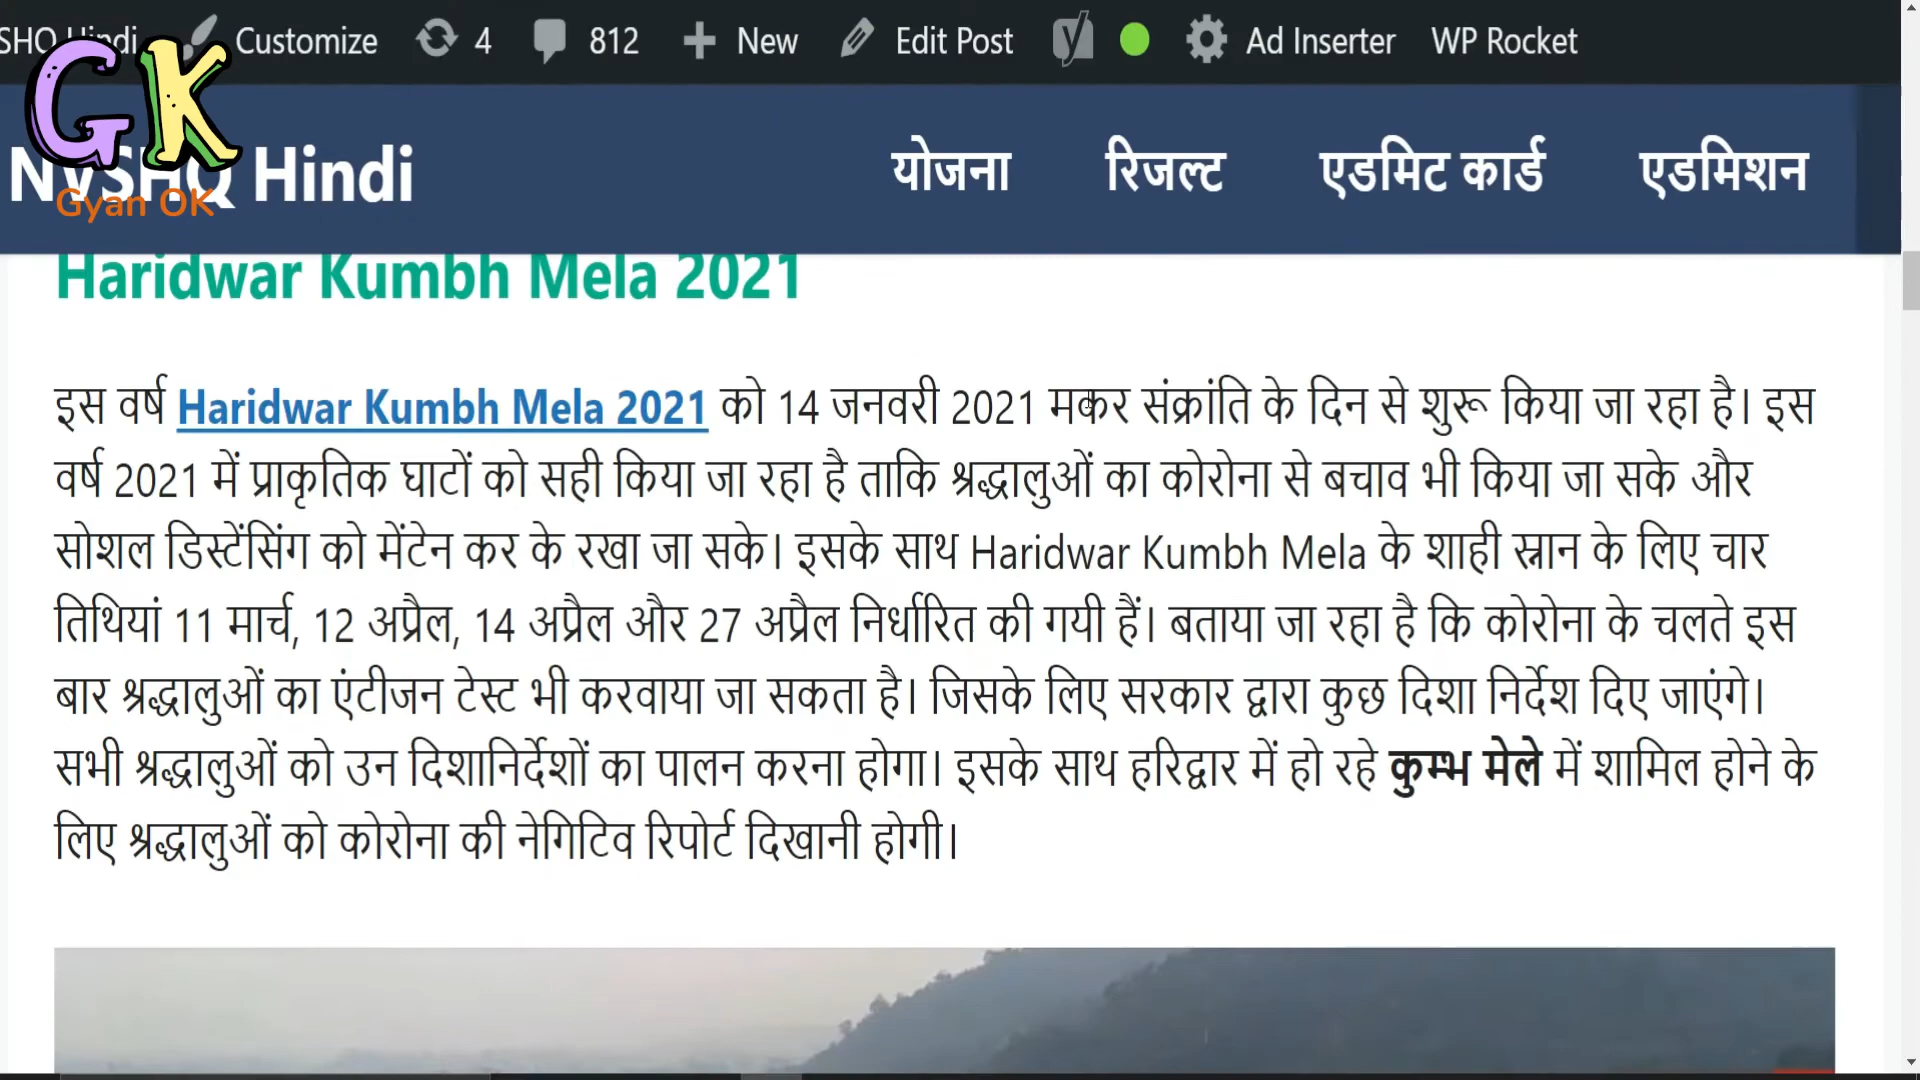 SHQ Hindi Customize 4 812 New Edit Post Ad Inserter WP Rocket
GK
Gyan OK
NVSHQ Hindi योजना रिजल्ट एडमिट कार्ड एडमिशन
Haridwar Kumbh Mela 2021
इस वर्ष Haridwar Kumbh Mela 2021 को 14 जनवरी 2021 मकर संक्रांति के दिन से शुरू किया जा रहा है। इस
वर्ष 2021 में प्राकृतिक घाटों को सही किया जा रहा है ताकि श्रद्धालुओं का कोरोना से बचाव भी किया जा सके और
सोशल डिस्टेंसिंग को मेंटेन कर के रखा जा सके। इसके साथ Haridwar Kumbh Mela के शाही स्नान के लिए चार
तिथियां 11 मार्च, 12 अप्रैल, 14 अप्रैल और 27 अप्रैल निर्धारित की गयी हैं। बताया जा रहा है कि कोरोना के चलते इस
बार श्रद्धालुओं का एंटीजन टेस्ट भी करवाया जा सकता है। जिसके लिए सरकार द्वारा कुछ दिशा निर्देश दिए जाएंगे।
सभी श्रद्धालुओं को उन दिशानिर्देशों का पालन करना होगा। इसके साथ हरिद्वार में हो रहे कुम्भ मेले में शामिल होने के
लिए श्रद्धालुओं को कोरोना की नेगिटिव रिपोर्ट दिखानी होगी।